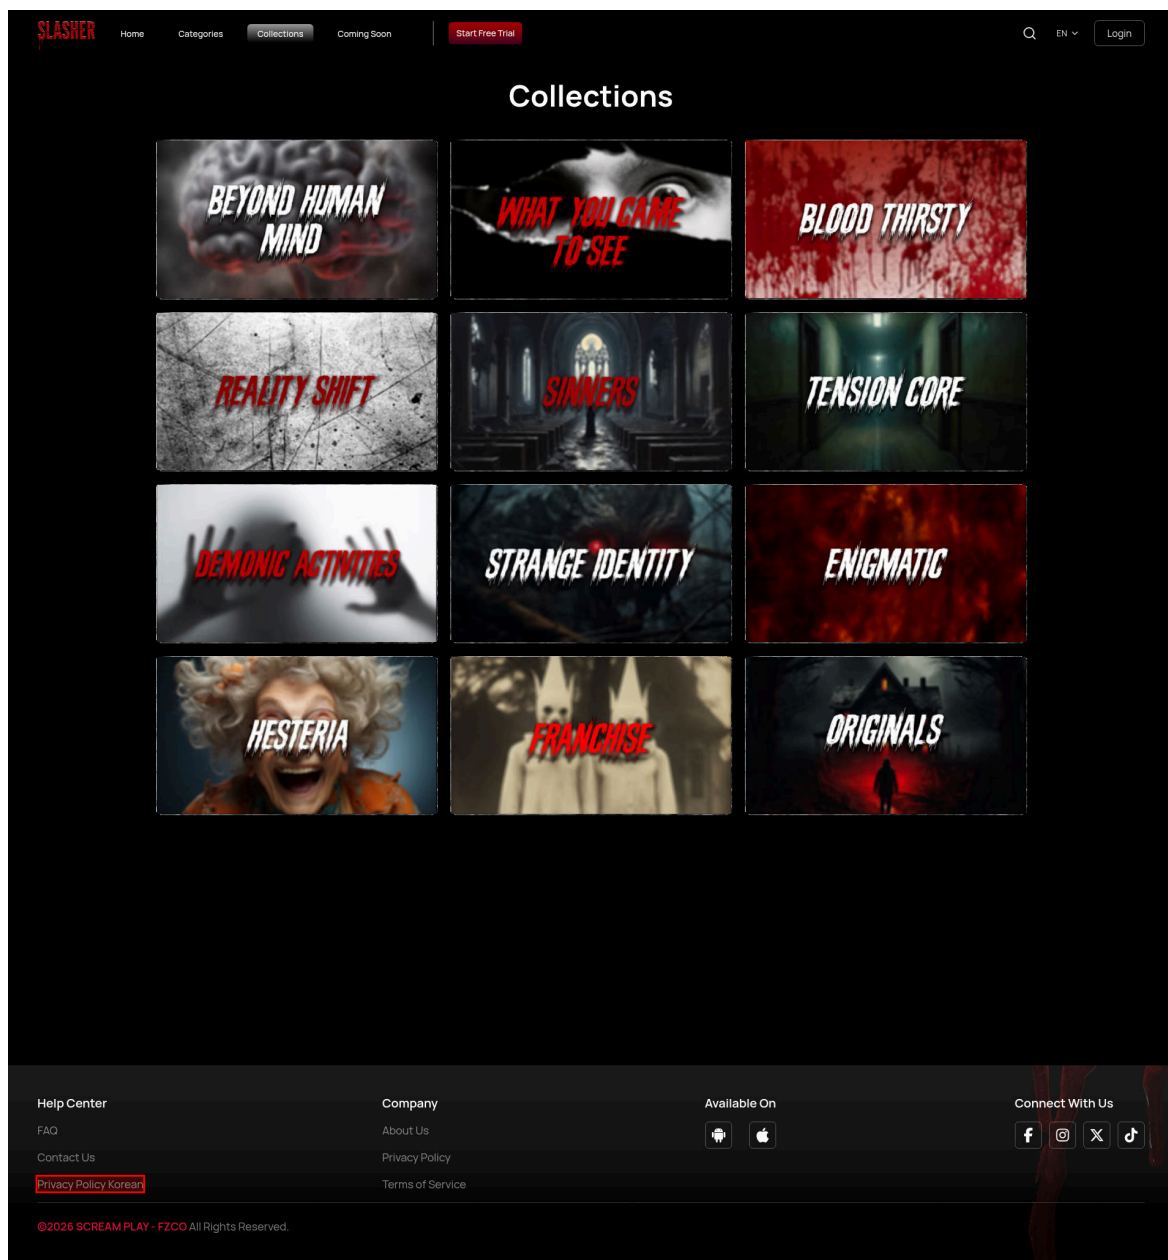 SLASHER
Home
Categories
Collections
Coming Soon
Start Free Trial
EN
Login
Collections
BEYOND HUMAN
MIND
WHAT YOU CAME
TO SEE
BLOOD THIRSTY
REALITY SHIFT
SINNERS
TENSION CORE
DEMONIC ACTIVITIES
STRANGE IDENTITY
ENIGMATIC
HESTERIA
FRANCHISE
ORIGINALS
Help Center
FAQ
Contact Us
Privacy Policy Korean
Company
About Us
Privacy Policy
Terms of Service
Available On
Connect With Us
©2026 SCREAM PLAY - FZCO All Rights Reserved.